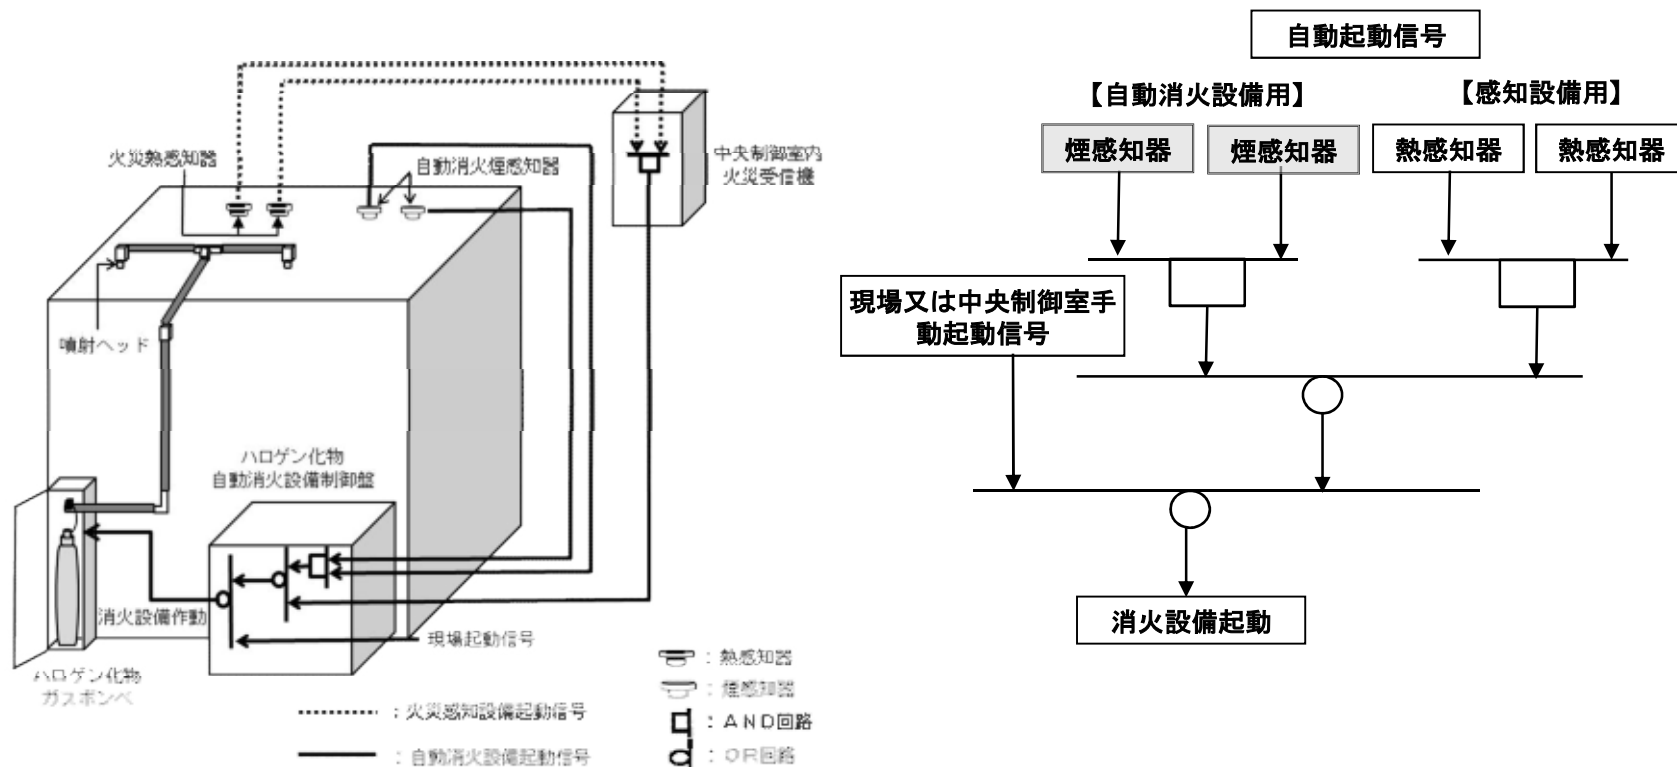 火災熱感知器
自動消火煙感知器
中央制御室内
火災受信機
噴射ヘッド
ハロゲン化物
自動消火設備制御盤
消火設備作動
現場起動信号
ハロゲン化物
ガスボンベ
：熱感知器
：煙感知器
：火災感知設備起動信号
：ＡＮＤ回路
：自動消火設備起動信号
：ＯＲ回路
自動起動信号
【自動消火設備用】
【感知設備用】
煙感知器
煙感知器
熱感知器
熱感知器
現場又は中央制御室手
動起動信号
消火設備起動